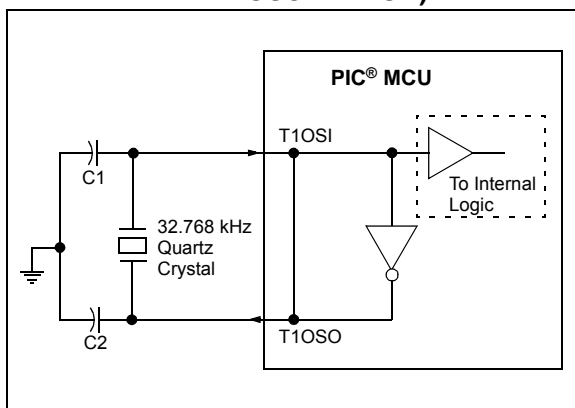 PIC® MCU
T1OSI
C1
To Internal
Logic
32.768 kHz
Quartz
Crystal
C2
T1OSO